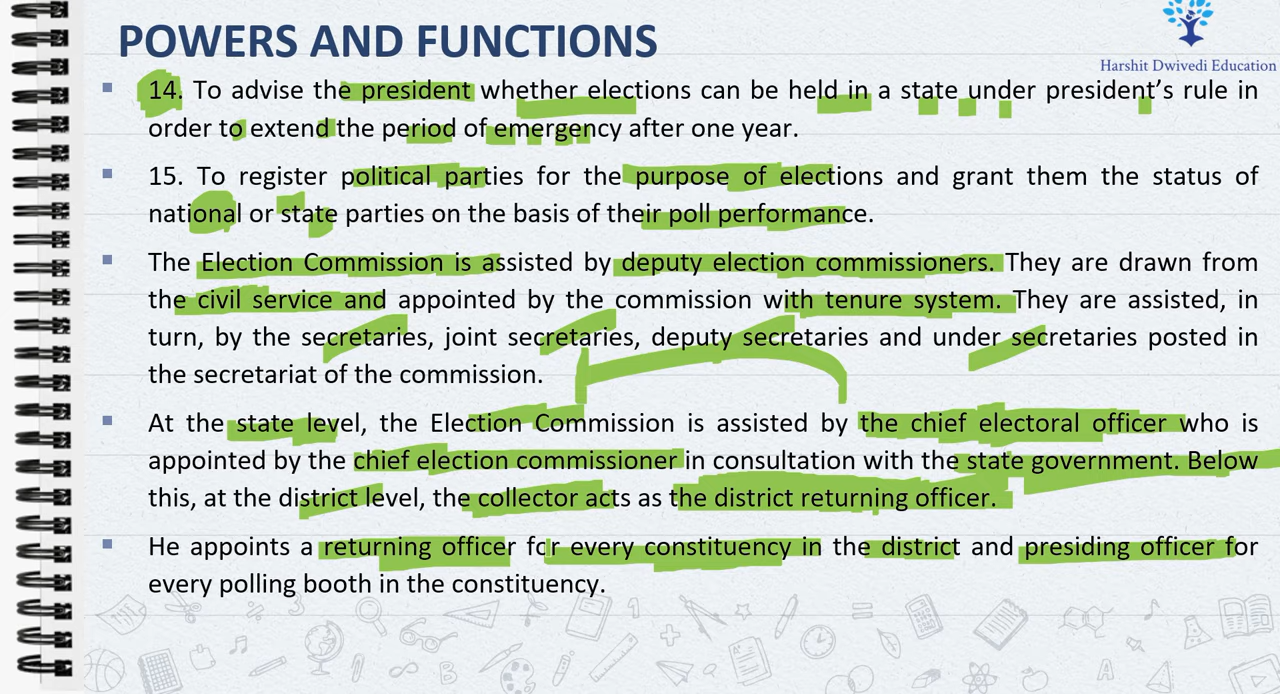 POWERS AND FUNCTIONS
Harshit Dwivedi Education
▪ 14. To advise the president whether elections can be held in a state under president’s rule in
order to extend the period of emergency after one year.
▪ 15. To register political parties for the purpose of elections and grant them the status of
national or state parties on the basis of their poll performance.
▪ The Election Commission is assisted by deputy election commissioners. They are drawn from
the civil service and appointed by the commission with tenure system. They are assisted, in
turn, by the secretaries, joint secretaries, deputy secretaries and under secretaries posted in
the secretariat of the commission.
▪ At the state level, the Election Commission is assisted by the chief electoral officer who is
appointed by the chief election commissioner in consultation with the state government. Below
this, at the district level, the collector acts as the district returning officer.
▪ He appoints a returning officer for every constituency in the district and presiding officer for
every polling booth in the constituency.